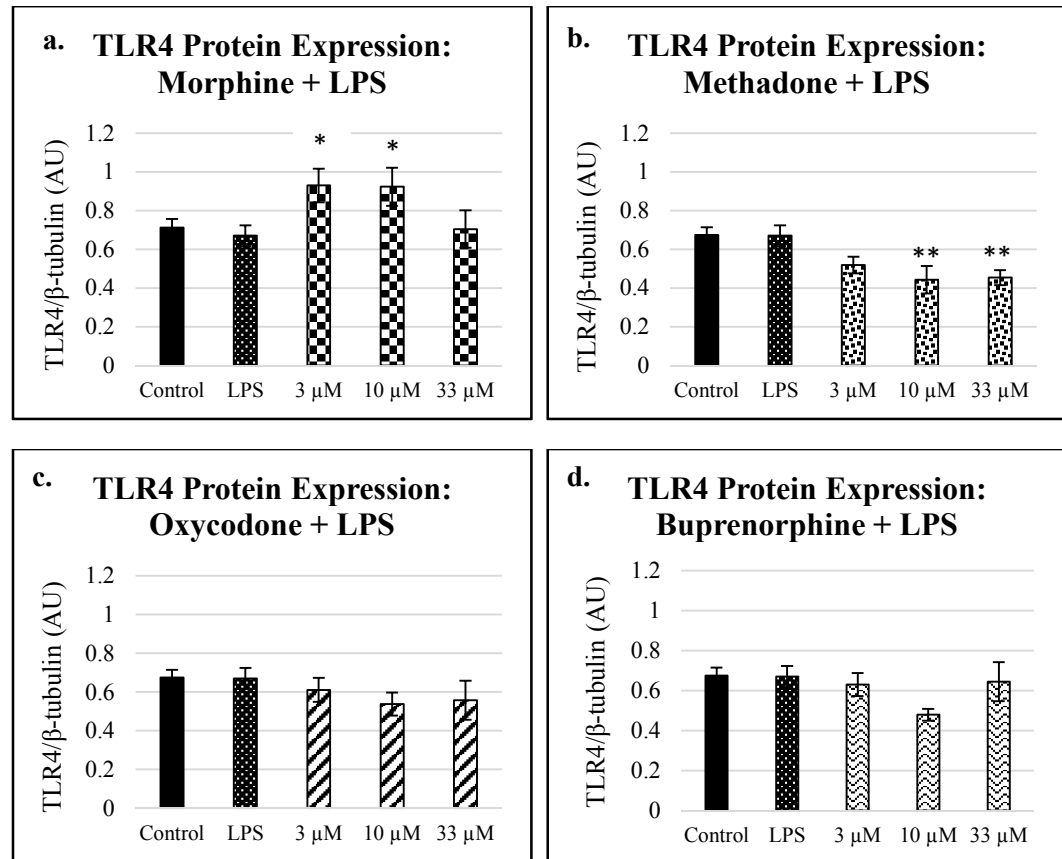 a.
TLR4 Protein Expression:
Morphine + LPS
TLR4/β-tubulin (AU)
1.2
1
0.8
0.6
0.4
0.2
0
*
*
Control LPS 3 µM 10 µM 33 µM
b.
TLR4 Protein Expression:
Methadone + LPS
TLR4/β-tubulin (AU)
1.2
1
0.8
0.6
0.4
0.2
0
**
**
Control LPS 3 µM 10 µM 33 µM
c.
TLR4 Protein Expression:
Oxycodone + LPS
TLR4/β-tubulin (AU)
1.2
1
0.8
0.6
0.4
0.2
0
Control LPS 3 µM 10 µM 33 µM
d.
TLR4 Protein Expression:
Buprenorphine + LPS
TLR4/β-tubulin (AU)
1.2
1
0.8
0.6
0.4
0.2
0
Control LPS 3 µM 10 µM 33 µM